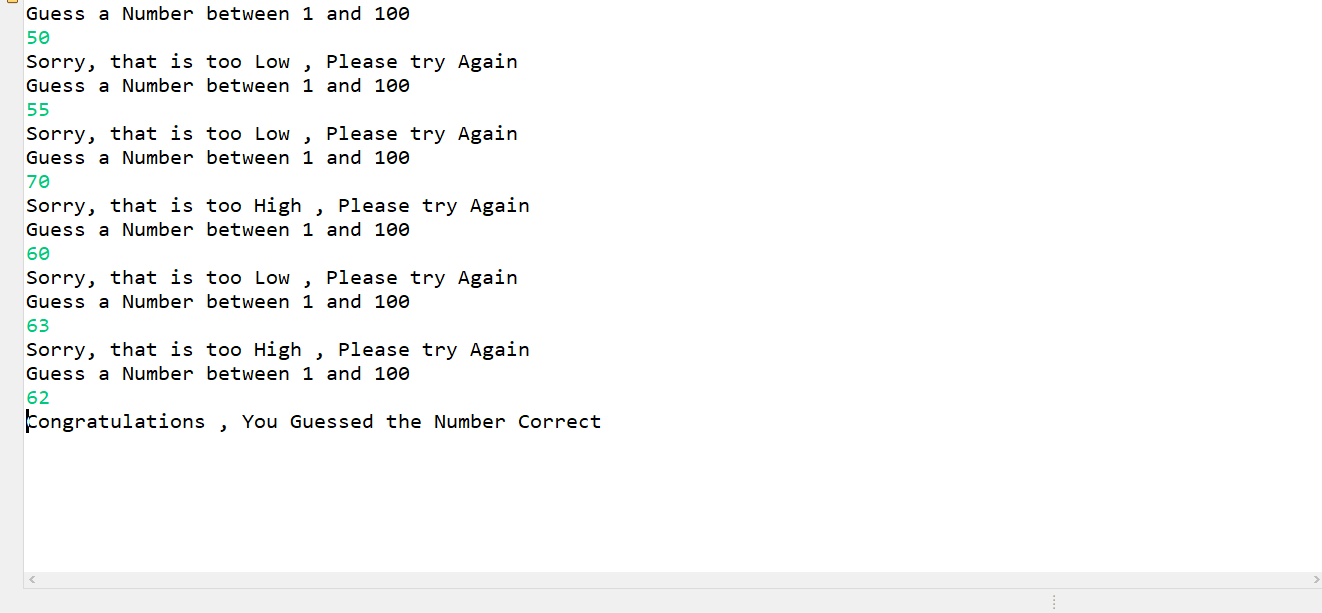 Guess a Number between 1 and 100
50
Sorry, that is too Low , Please try Again
Guess a Number between 1 and 100
55
Sorry, that is too Low , Please try Again
Guess a Number between 1 and 100
70
Sorry, that is too High , Please try Again
Guess a Number between 1 and 100
60
Sorry, that is too Low , Please try Again
Guess a Number between 1 and 100
63
Sorry, that is too High , Please try Again
Guess a Number between 1 and 100
62
Congratulations , You Guessed the Number Correct